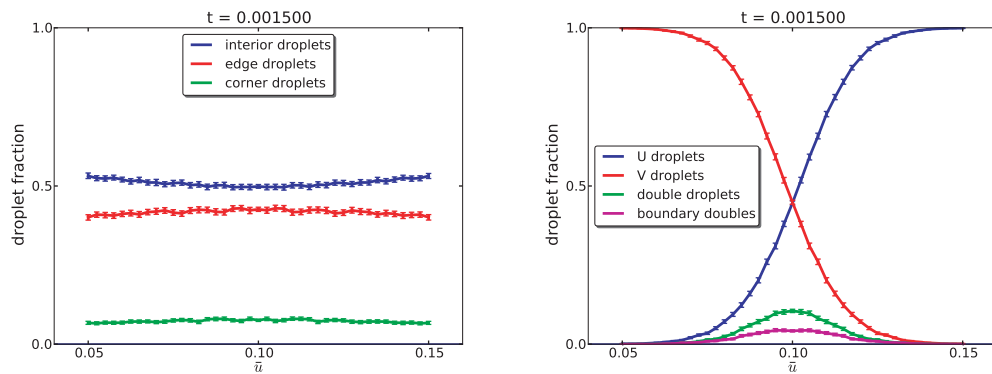 t = 0.001500
1.0
0.5
0.0
droplet fraction
interior droplets
edge droplets
corner droplets
0.05
0.10
0.15
ū
t = 0.001500
1.0
0.5
0.0
droplet fraction
U droplets
V droplets
double droplets
boundary doubles
0.05
0.10
0.15
ū